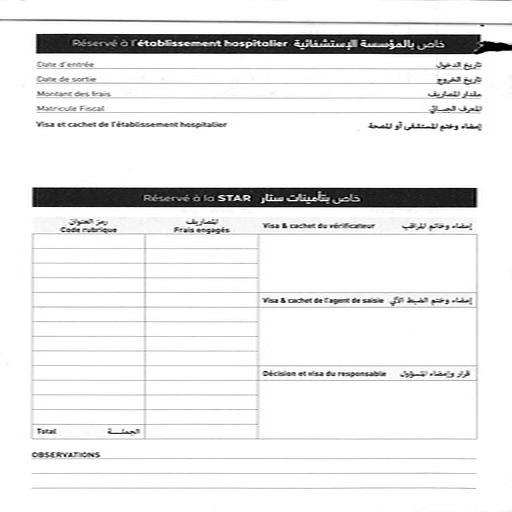 Réservé à l'établissement hospitalier خاص بالمؤسسة الإستشفائية
Date d'entrée تاريخ الدخول
Date de sortie تاريخ الخروج
Montant des frais مقدار المصاريف
Matricule Fiscal المعرف الجبائي
Visa et cachet de l'établissement hospitalier إمضاء وختم المستشفى أو المصحة
Réservé à la STAR خاص بتأمينات ستار
رمز العنوان المصاريف
Code rubrique Frais engagés Visa & cachet du vérificateur إمضاء وخاتم المراقب
Visa & cachet de l'agent de saisie إمضاء وختم الضبط الآلي
Décision et visa du responsable قرار وإمضاء المسؤول
Total الجملة
OBSERVATIONS